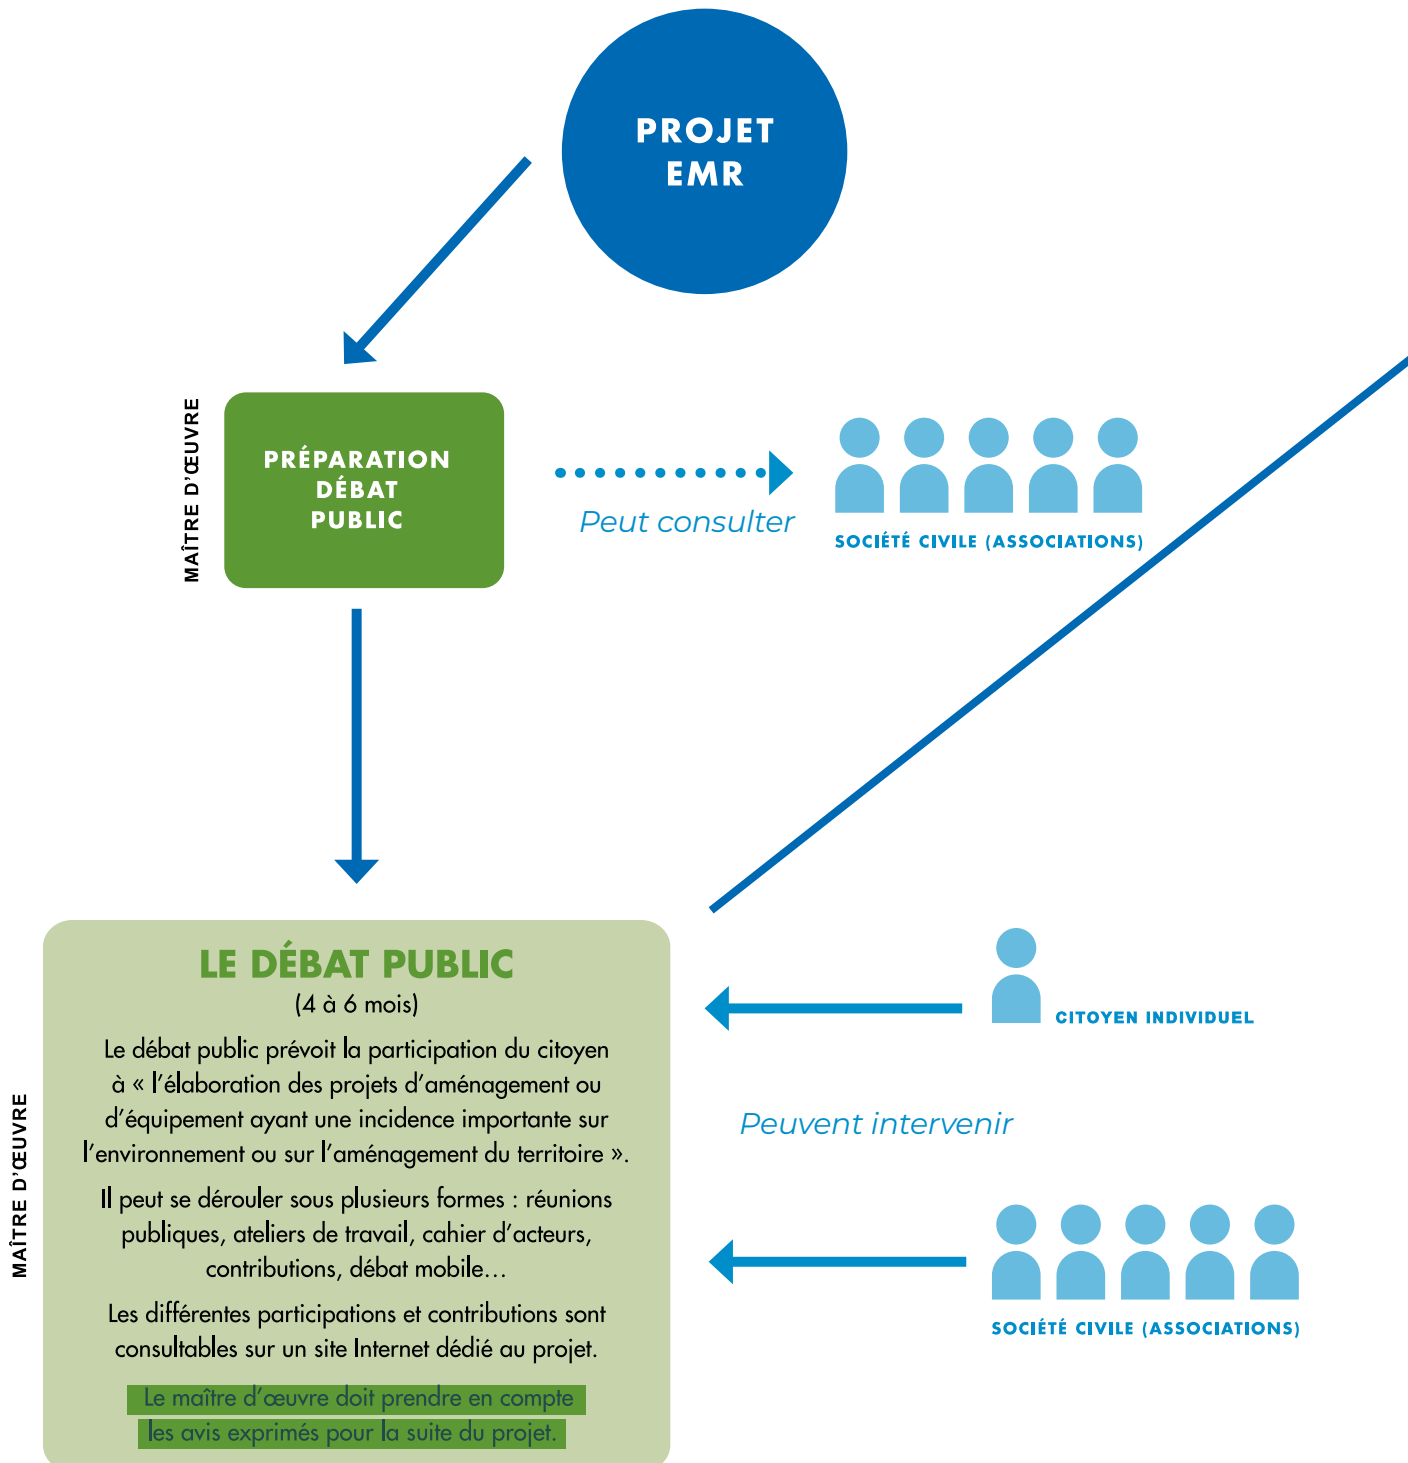 PROJET
EMR
MAÎTRE D'ŒUVRE
PRÉPARATION
DÉBAT
PUBLIC
Peut consulter
SOCIÉTÉ CIVILE (ASSOCIATIONS)
MAÎTRE D'ŒUVRE
LE DÉBAT PUBLIC
(4 à 6 mois)
Le débat public prévoit la participation du citoyen
à « l'élaboration des projets d'aménagement ou
d'équipement ayant une incidence importante sur
l'environnement ou sur l'aménagement du territoire ».
Il peut se dérouler sous plusieurs formes : réunions
publiques, ateliers de travail, cahier d'acteurs,
contributions, débat mobile…
Les différentes participations et contributions sont
consultables sur un site Internet dédié au projet.
Le maître d'œuvre doit prendre en compte
les avis exprimés pour la suite du projet.
CITOYEN INDIVIDUEL
Peuvent intervenir
SOCIÉTÉ CIVILE (ASSOCIATIONS)